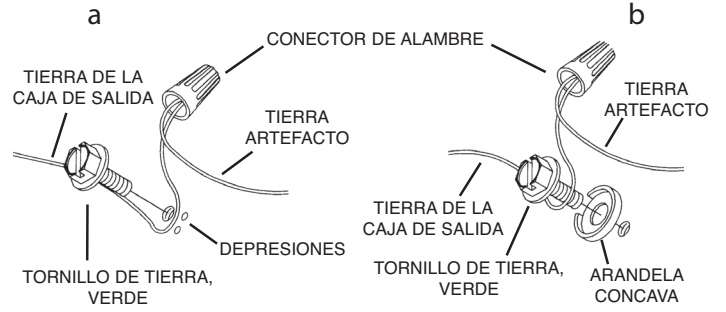 a
b
CONECTOR DE ALAMBRE
TIERRA DE LA
CAJA DE SALIDA
TIERRA
ARTEFACTO
DEPRESIONES
TORNILLO DE TIERRA,
VERDE
TIERRA
ARTEFACTO
TIERRA DE LA
CAJA DE SALIDA
TORNILLO DE TIERRA,
VERDE
ARANDELA
CONCAVA